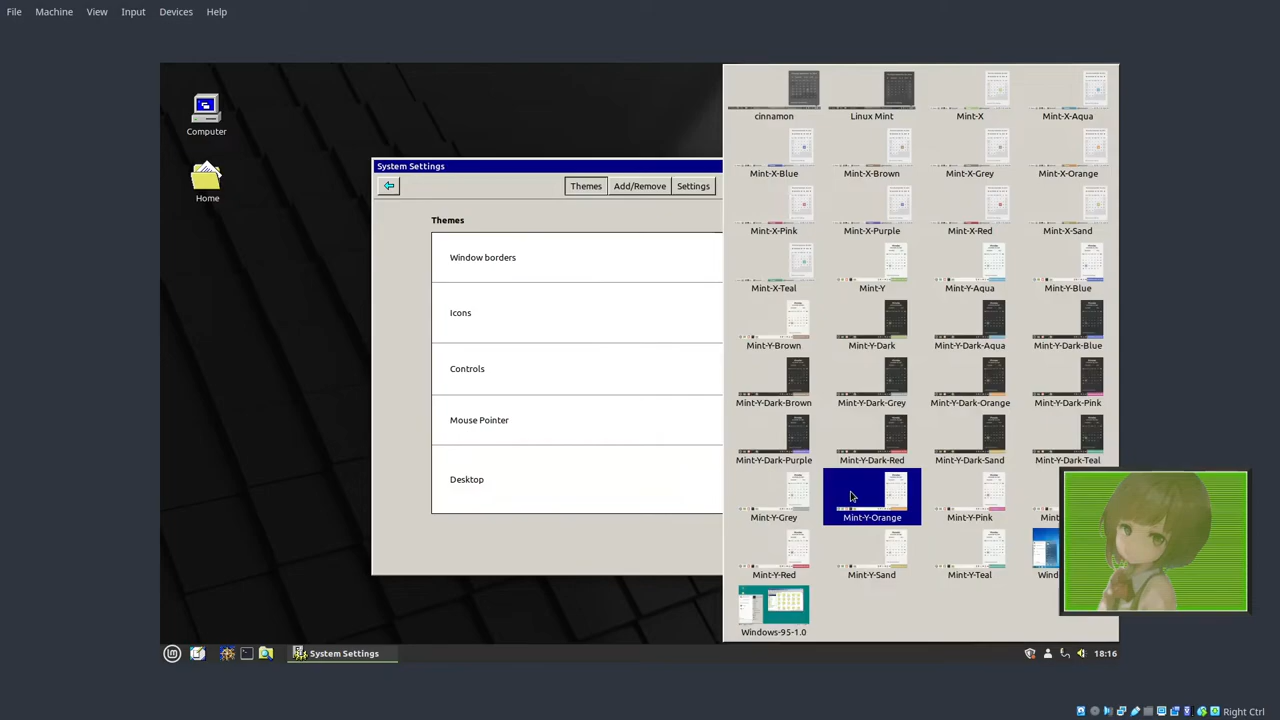 File Machine View Input Devices Help
Computer
Home
System Settings
Themes Add/Remove Settings
Themes
Window borders
Icons
Controls
Mouse Pointer
Desktop
cinnamon Linux Mint Mint-X Mint-X-Aqua
Mint-X-Blue Mint-X-Brown Mint-X-Grey Mint-X-Orange
Mint-X-Pink Mint-X-Purple Mint-X-Red Mint-X-Sand
Mint-X-Teal Mint-Y Mint-Y-Aqua Mint-Y-Blue
Mint-Y-Brown Mint-Y-Dark Mint-Y-Dark-Aqua Mint-Y-Dark-Blue
Mint-Y-Dark-Brown Mint-Y-Dark-Grey Mint-Y-Dark-Orange Mint-Y-Dark-Pink
Mint-Y-Dark-Purple Mint-Y-Dark-Red Mint-Y-Dark-Sand Mint-Y-Dark-Teal
Mint-Y-Grey Mint-Y-Orange Mint-Y-Pink Mint
Mint-Y-Red Mint-Y-Sand Mint-Y-Teal Wind
Windows-95-1.0
System Settings
18:16
Right Ctrl